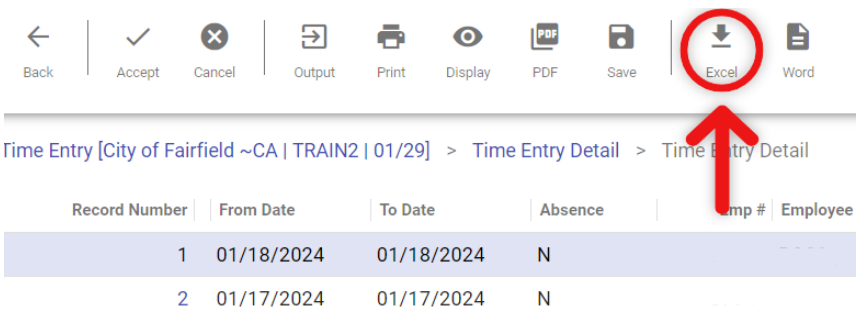 Back Accept Cancel Output Print Display PDF Save Excel Word
PDF
Time Entry [City of Fairfield ~CA | TRAIN2 | 01/29] > Time Entry Detail > Time Entry Detail
Record Number From Date To Date Absence Emp # Employee
1 01/18/2024 01/18/2024 N
2 01/17/2024 01/17/2024 N